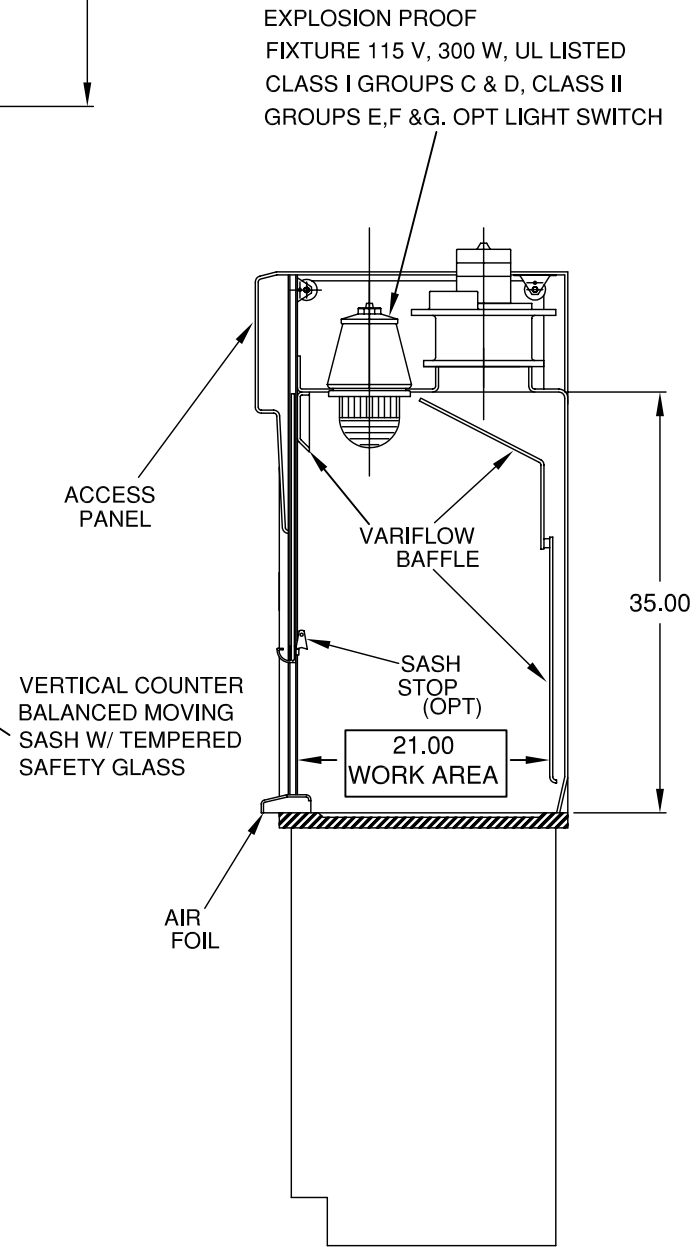 EXPLOSION PROOF
FIXTURE 115 V, 300 W, UL LISTED
CLASS I GROUPS C & D, CLASS II
GROUPS E,F &G. OPT LIGHT SWITCH
ACCESS
PANEL
VARIFLOW
BAFFLE
35.00
SASH
STOP
(OPT)
VERTICAL COUNTER
BALANCED MOVING
SASH W/ TEMPERED
SAFETY GLASS
21.00
WORK AREA
AIR
FOIL